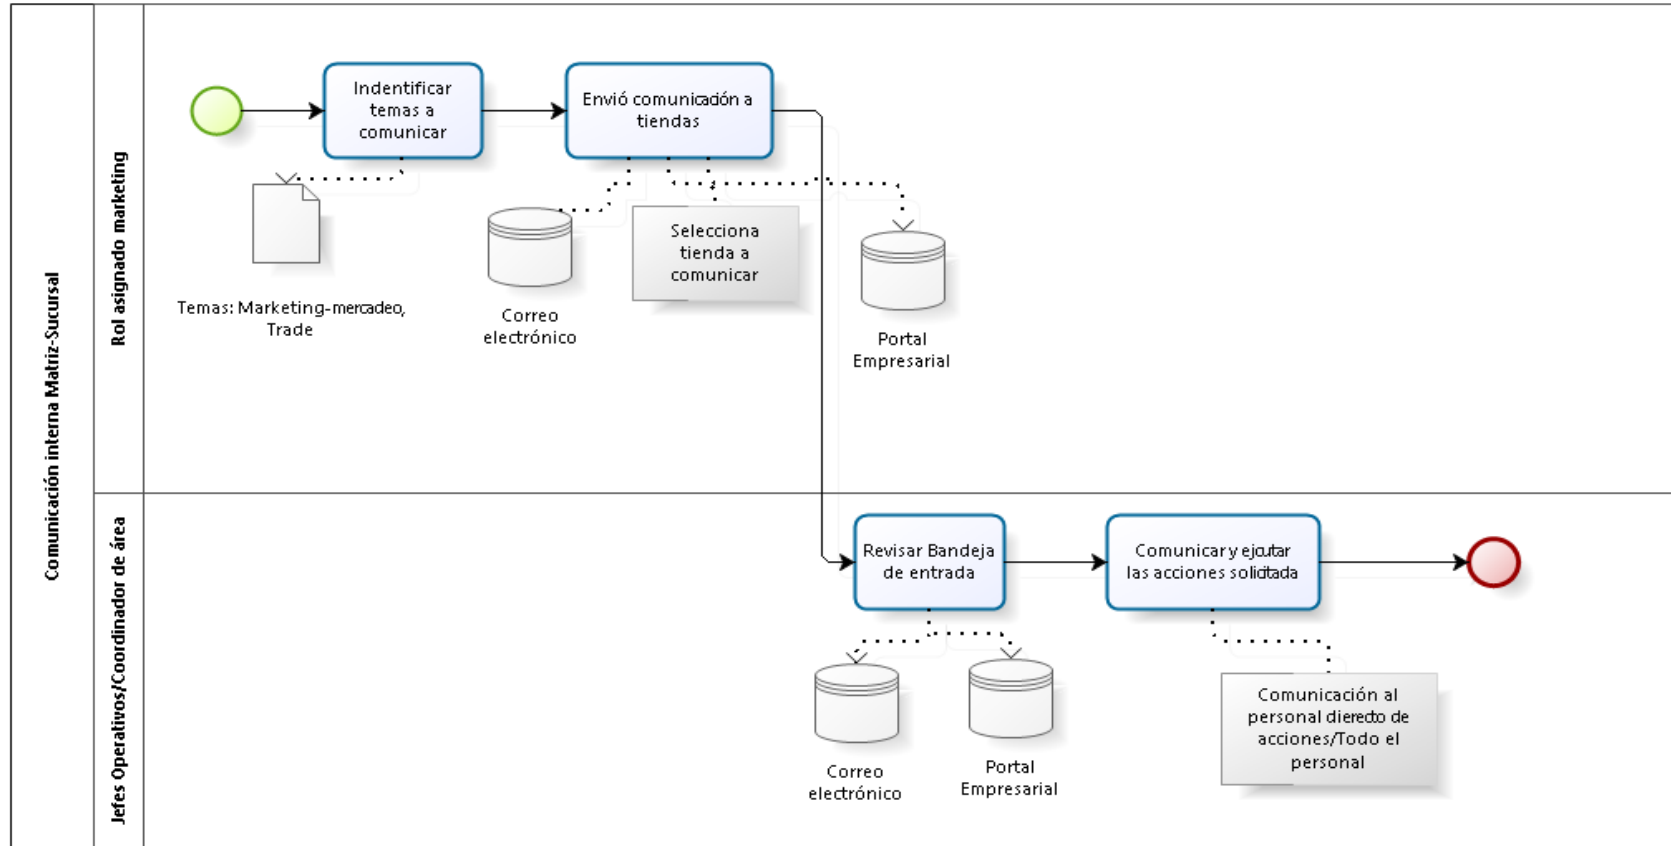 Comunicación interna Matriz-Sucursal
Rol asignado marketing
Indentificar
temas a
comunicar
Envió comunicación a
tiendas
Temas: Marketing-mercadeo,
Trade
Correo
electrónico
Selecciona
tienda a
comunicar
Portal
Empresarial
Jefes Operativos/Coordinador de área
Revisar Bandeja
de entrada
Comunicar y ejcutar
las acciones solicitada
Correo
electrónico
Portal
Empresarial
Comunicación al
personal dierecto de
acciones/Todo el
personal